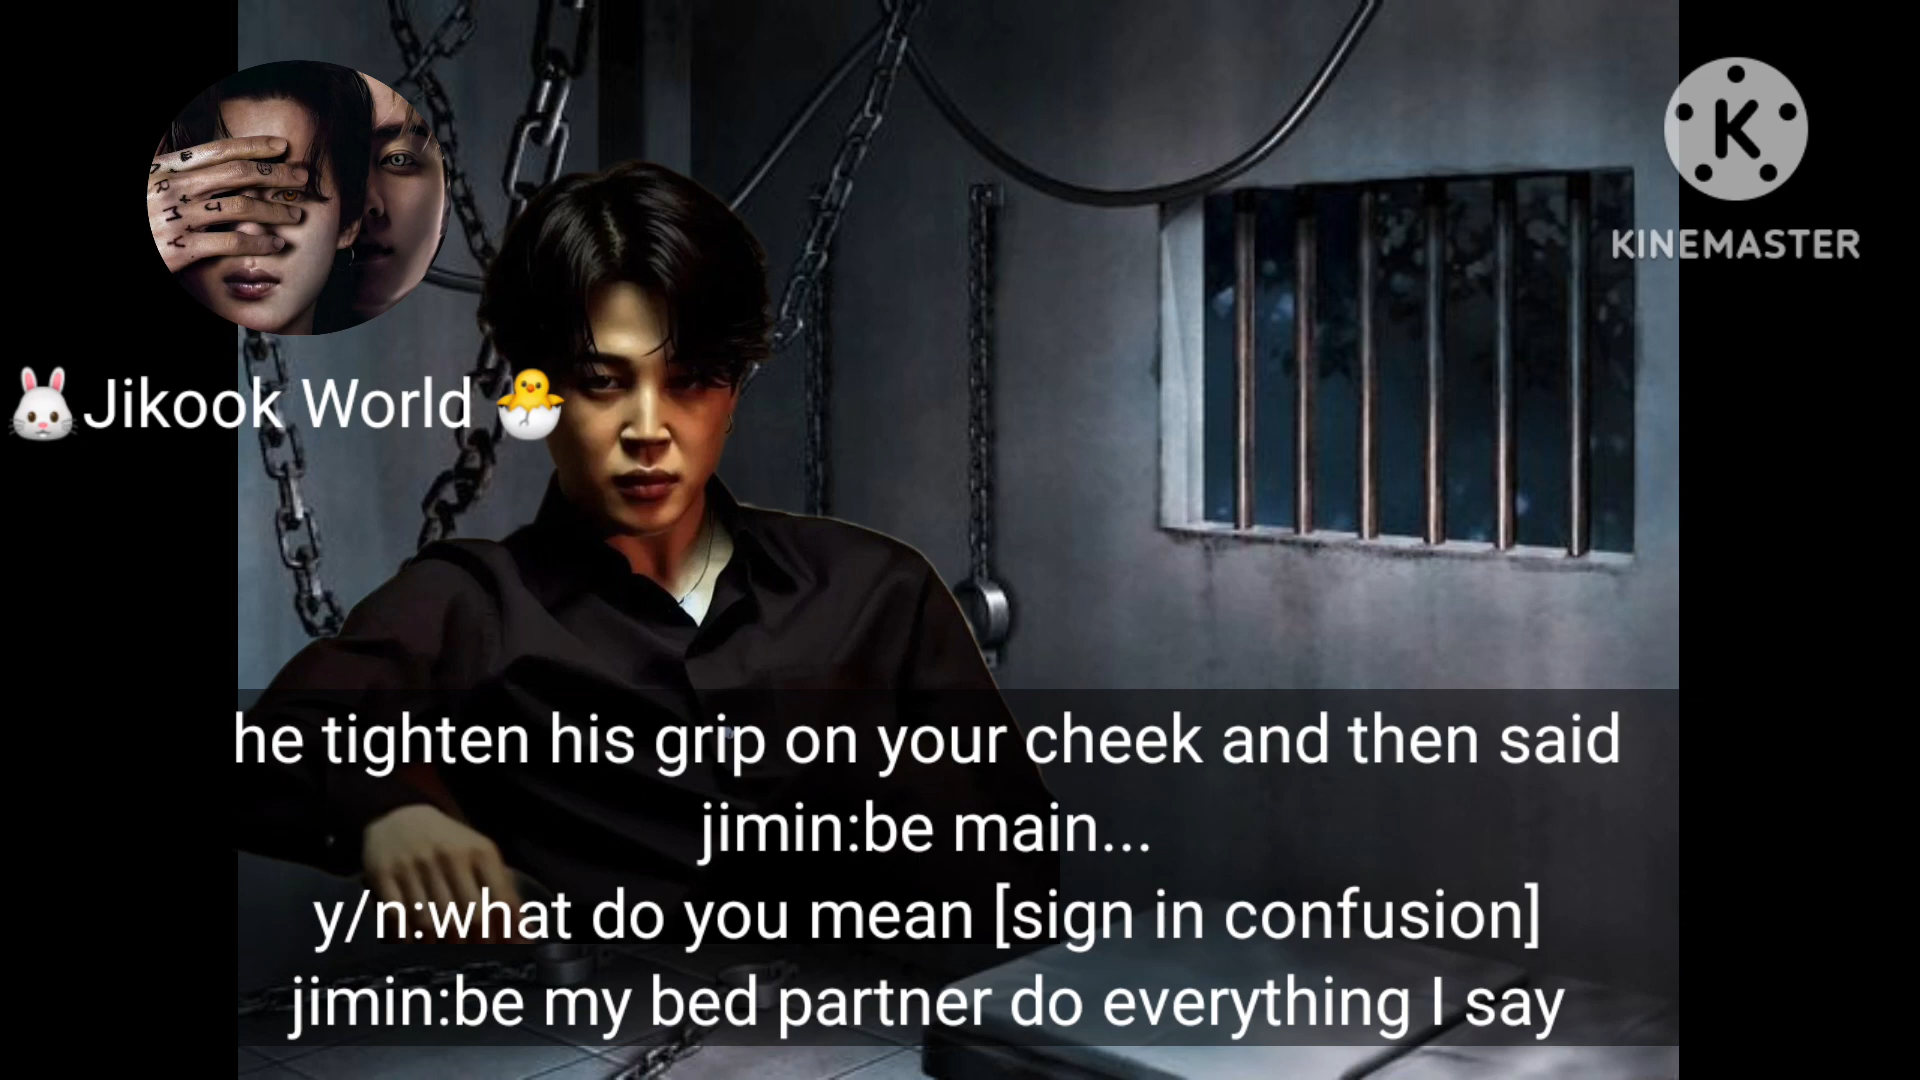 ARMY
J
K
KINEMASTER
🐰Jikook World 🐣
he tighten his grip on your cheek and then said
jimin:be main...
y/n:what do you mean [sign in confusion]
jimin:be my bed partner do everything I say